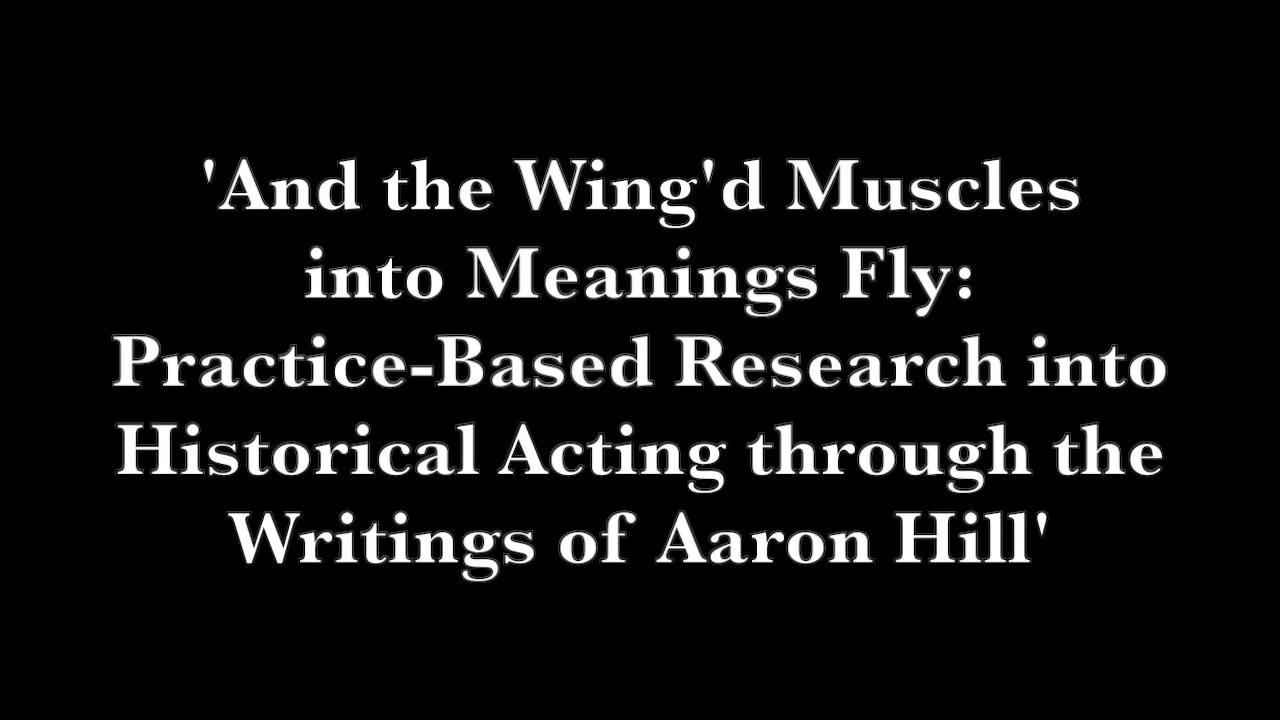 'And the Wing'd Muscles
into Meanings Fly:
Practice-Based Research into
Historical Acting through the
Writings of Aaron Hill'